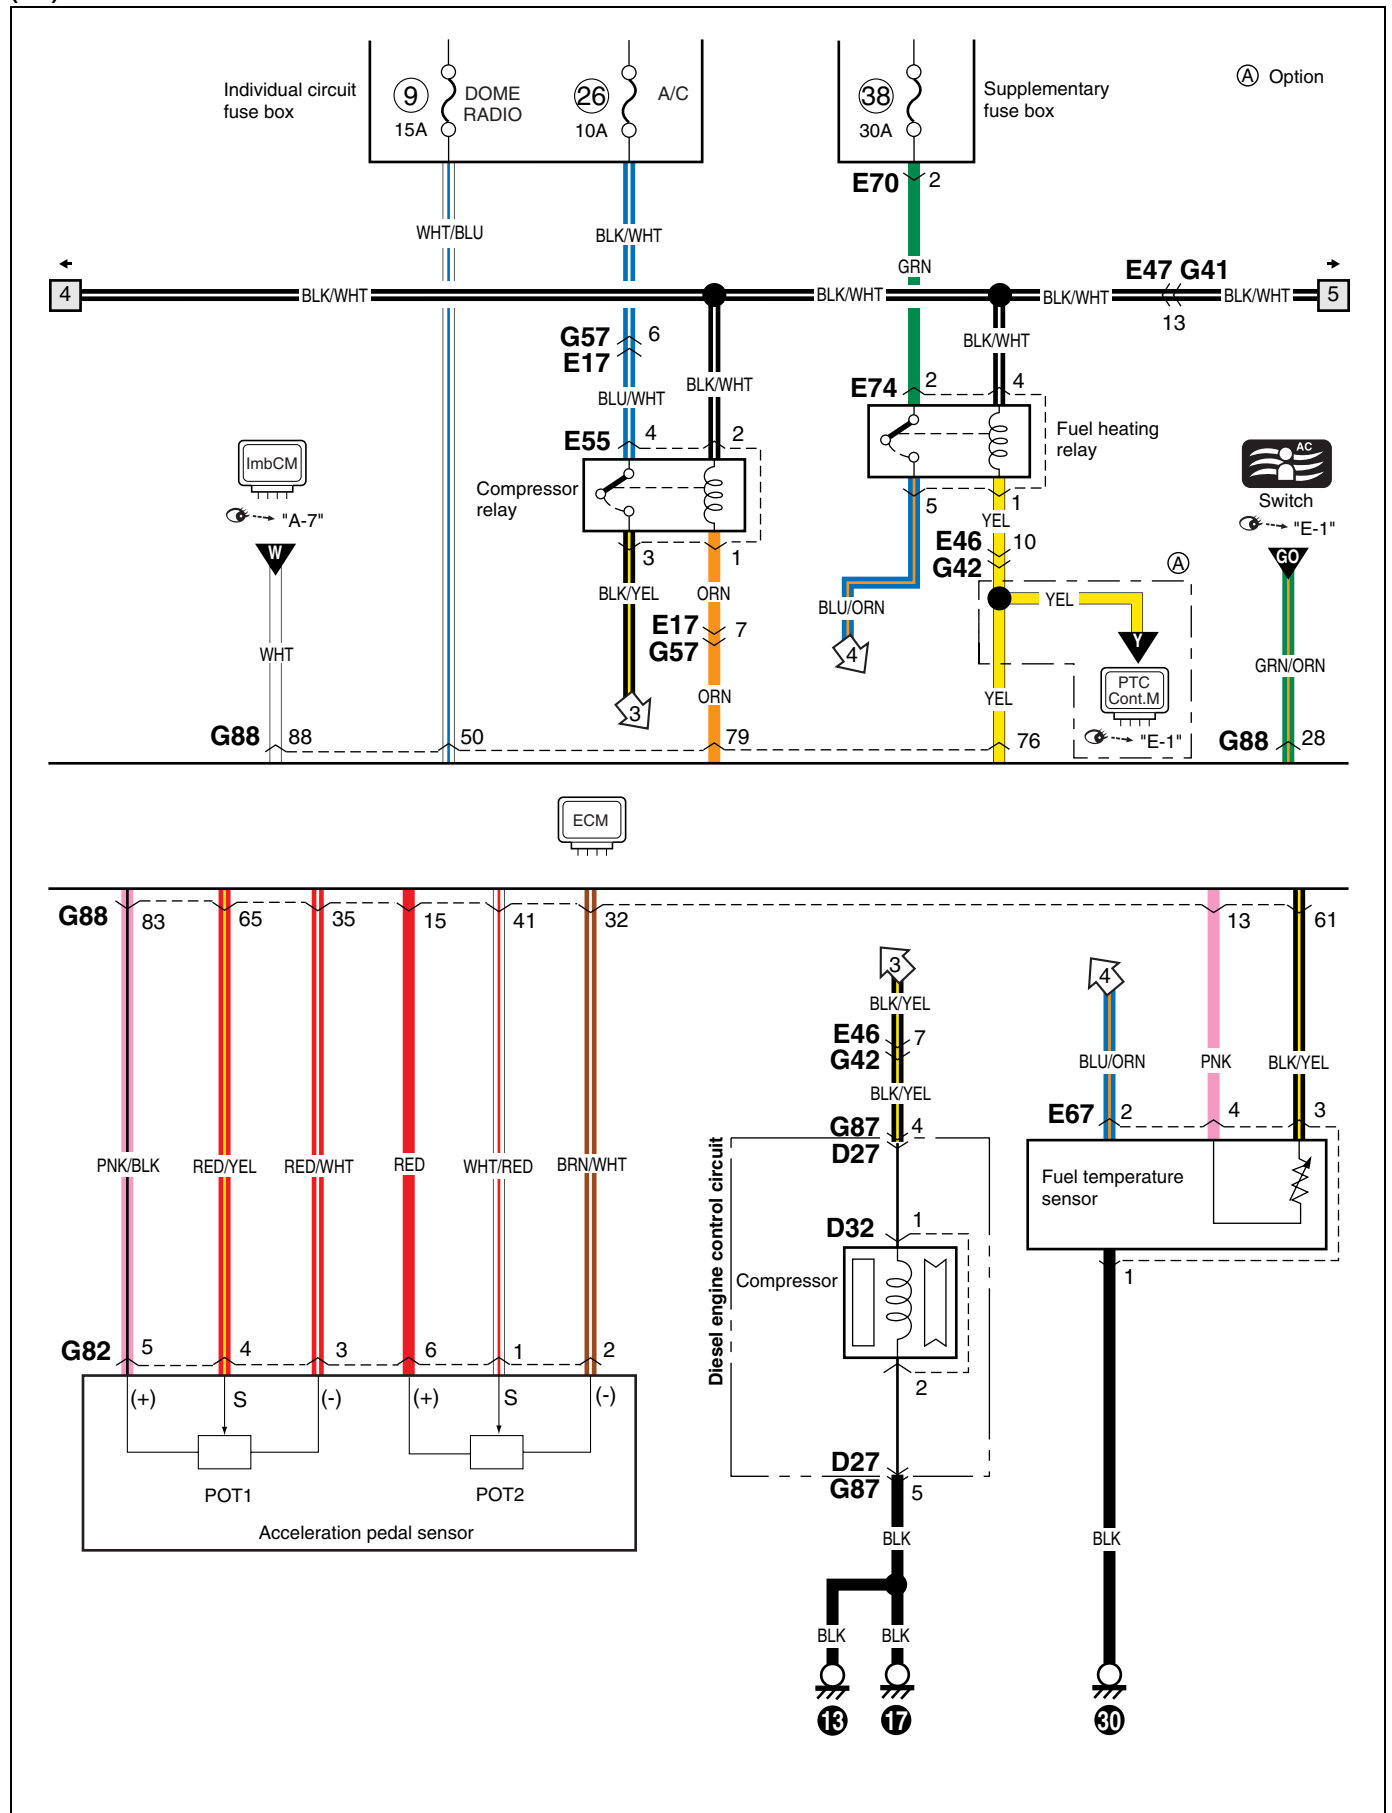 Individual circuit
fuse box
9
15A
DOME
RADIO
26
10A
A/C
38
30A
Supplementary
fuse box
A Option
E70 2
WHT/BLU
BLK/WHT
GRN
E47 G41
4
BLK/WHT
BLK/WHT
BLK/WHT
BLK/WHT
5
13
G57 6
E17
BLK/WHT
BLK/WHT
BLU/WHT
E74 2 4
E55 4 2
Fuel heating
relay
AC
ImbCM
"A-7"
Compressor
relay
Switch
"E-1"
5 1
YEL
W
3 1
E46 10
G42
A
GO
BLK/YEL
ORN
BLU/ORN
YEL
E17 7
G57
Y
4
WHT
GRN/ORN
ORN
YEL
PTC
Cont.M
3
G88 88 50 79 76
"E-1"
G88 28
ECM
G88 83 65 35 15 41 32 13 61
3
4
BLK/YEL
E46 7
G42
BLU/ORN
PNK
BLK/YEL
BLK/YEL
G87 4
D27
E67 2 4 3
PNK/BLK
RED/YEL
RED/WHT
RED
WHT/RED
BRN/WHT
Diesel engine control circuit
Fuel temperature
sensor
D32 1
Compressor
1
G82 5 4 3 6 1 2
2
(+) S (-) (+) S (-)
D27
G87 5
POT1
POT2
Acceleration pedal sensor
BLK
BLK
BLK
BLK
13
17
30